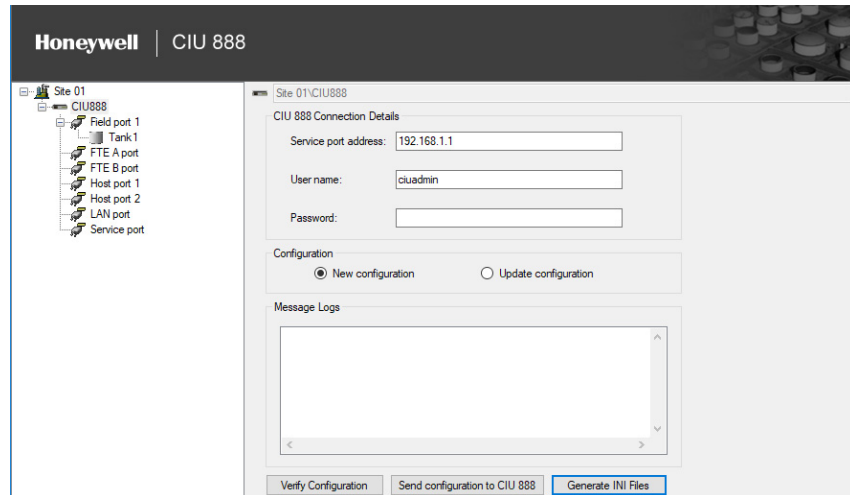 Honeywell | CIU 888
Site 01
CIU888
Field port 1
Tank1
FTE A port
FTE B port
Host port 1
Host port 2
LAN port
Service port
Site 01\CIU888
CIU 888 Connection Details
Service port address: 192.168.1.1
User name: ciuadmin
Password:
Configuration
New configuration Update configuration
Message Logs
Verify Configuration Send configuration to CIU 888 Generate INI Files